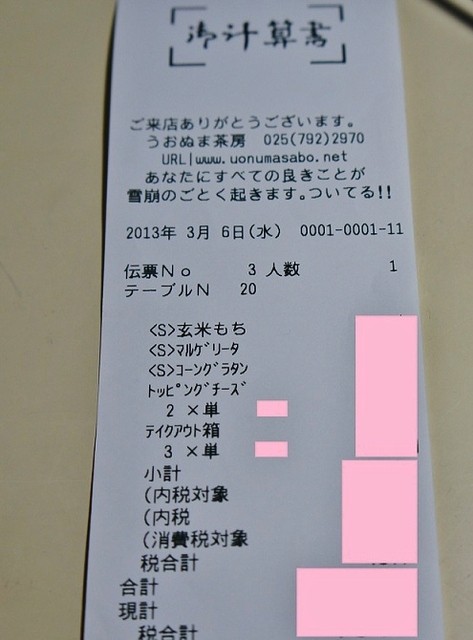 御計算書
ご来店ありがとうございます。
うおぬま茶房 025(792)2970
URL|www.uonumasabo.net
あなたにすべての良きことが
雪崩のごとく起きます。ついてる!!
2013年 3月 6日(水) 0001-0001-11
伝票No 3 人数 1
テーブルN 20
<S>玄米もち
<S>ﾏﾙｹﾞﾘｰﾀ
<S>ｺｰﾝｸﾞﾗﾀﾝ
ﾄｯﾋﾟﾝｸﾞﾁｰｽﾞ
2 ×単
ﾃｲｸｱｳﾄ箱
3 ×単
小計
(内税対象
(内税
(消費税対象
税合計
合計
現計
税合計